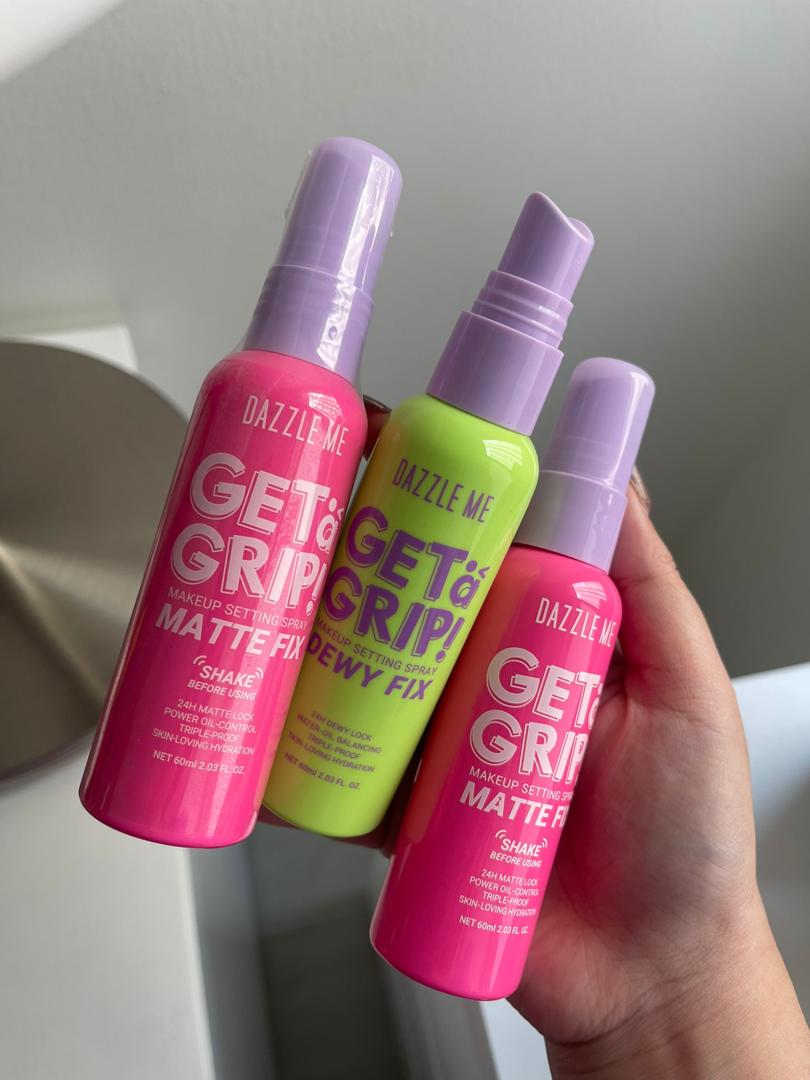 DAZZLE ME
GET a
GRIP!
MAKEUP SETTING SPRAY
MATTE FIX
SHAKE
BEFORE USING
24H MATTE LOCK
POWER OIL-CONTROL
TRIPLE-PROOF
SKIN-LOVING HYDRATION
NET 60ml 2.03 FL. OZ.
DAZZLE ME
GET a
GRIP!
MAKEUP SETTING SPRAY
DEWY FIX
24H DEWY LOCK
WATER-OIL BALANCING
TRIPLE-PROOF
SKIN-LOVING HYDRATION
NET 60ml 2.03 FL. OZ.
DAZZLE ME
GET a
GRIP
MAKEUP SETTING SPRAY
MATTE FI
SHAKE
BEFORE USING
24H MATTE LOCK
POWER OIL-CONTROL
TRIPLE-PROOF
SKIN-LOVING HYDRATION
NET 60ml 2.03 FL. OZ.